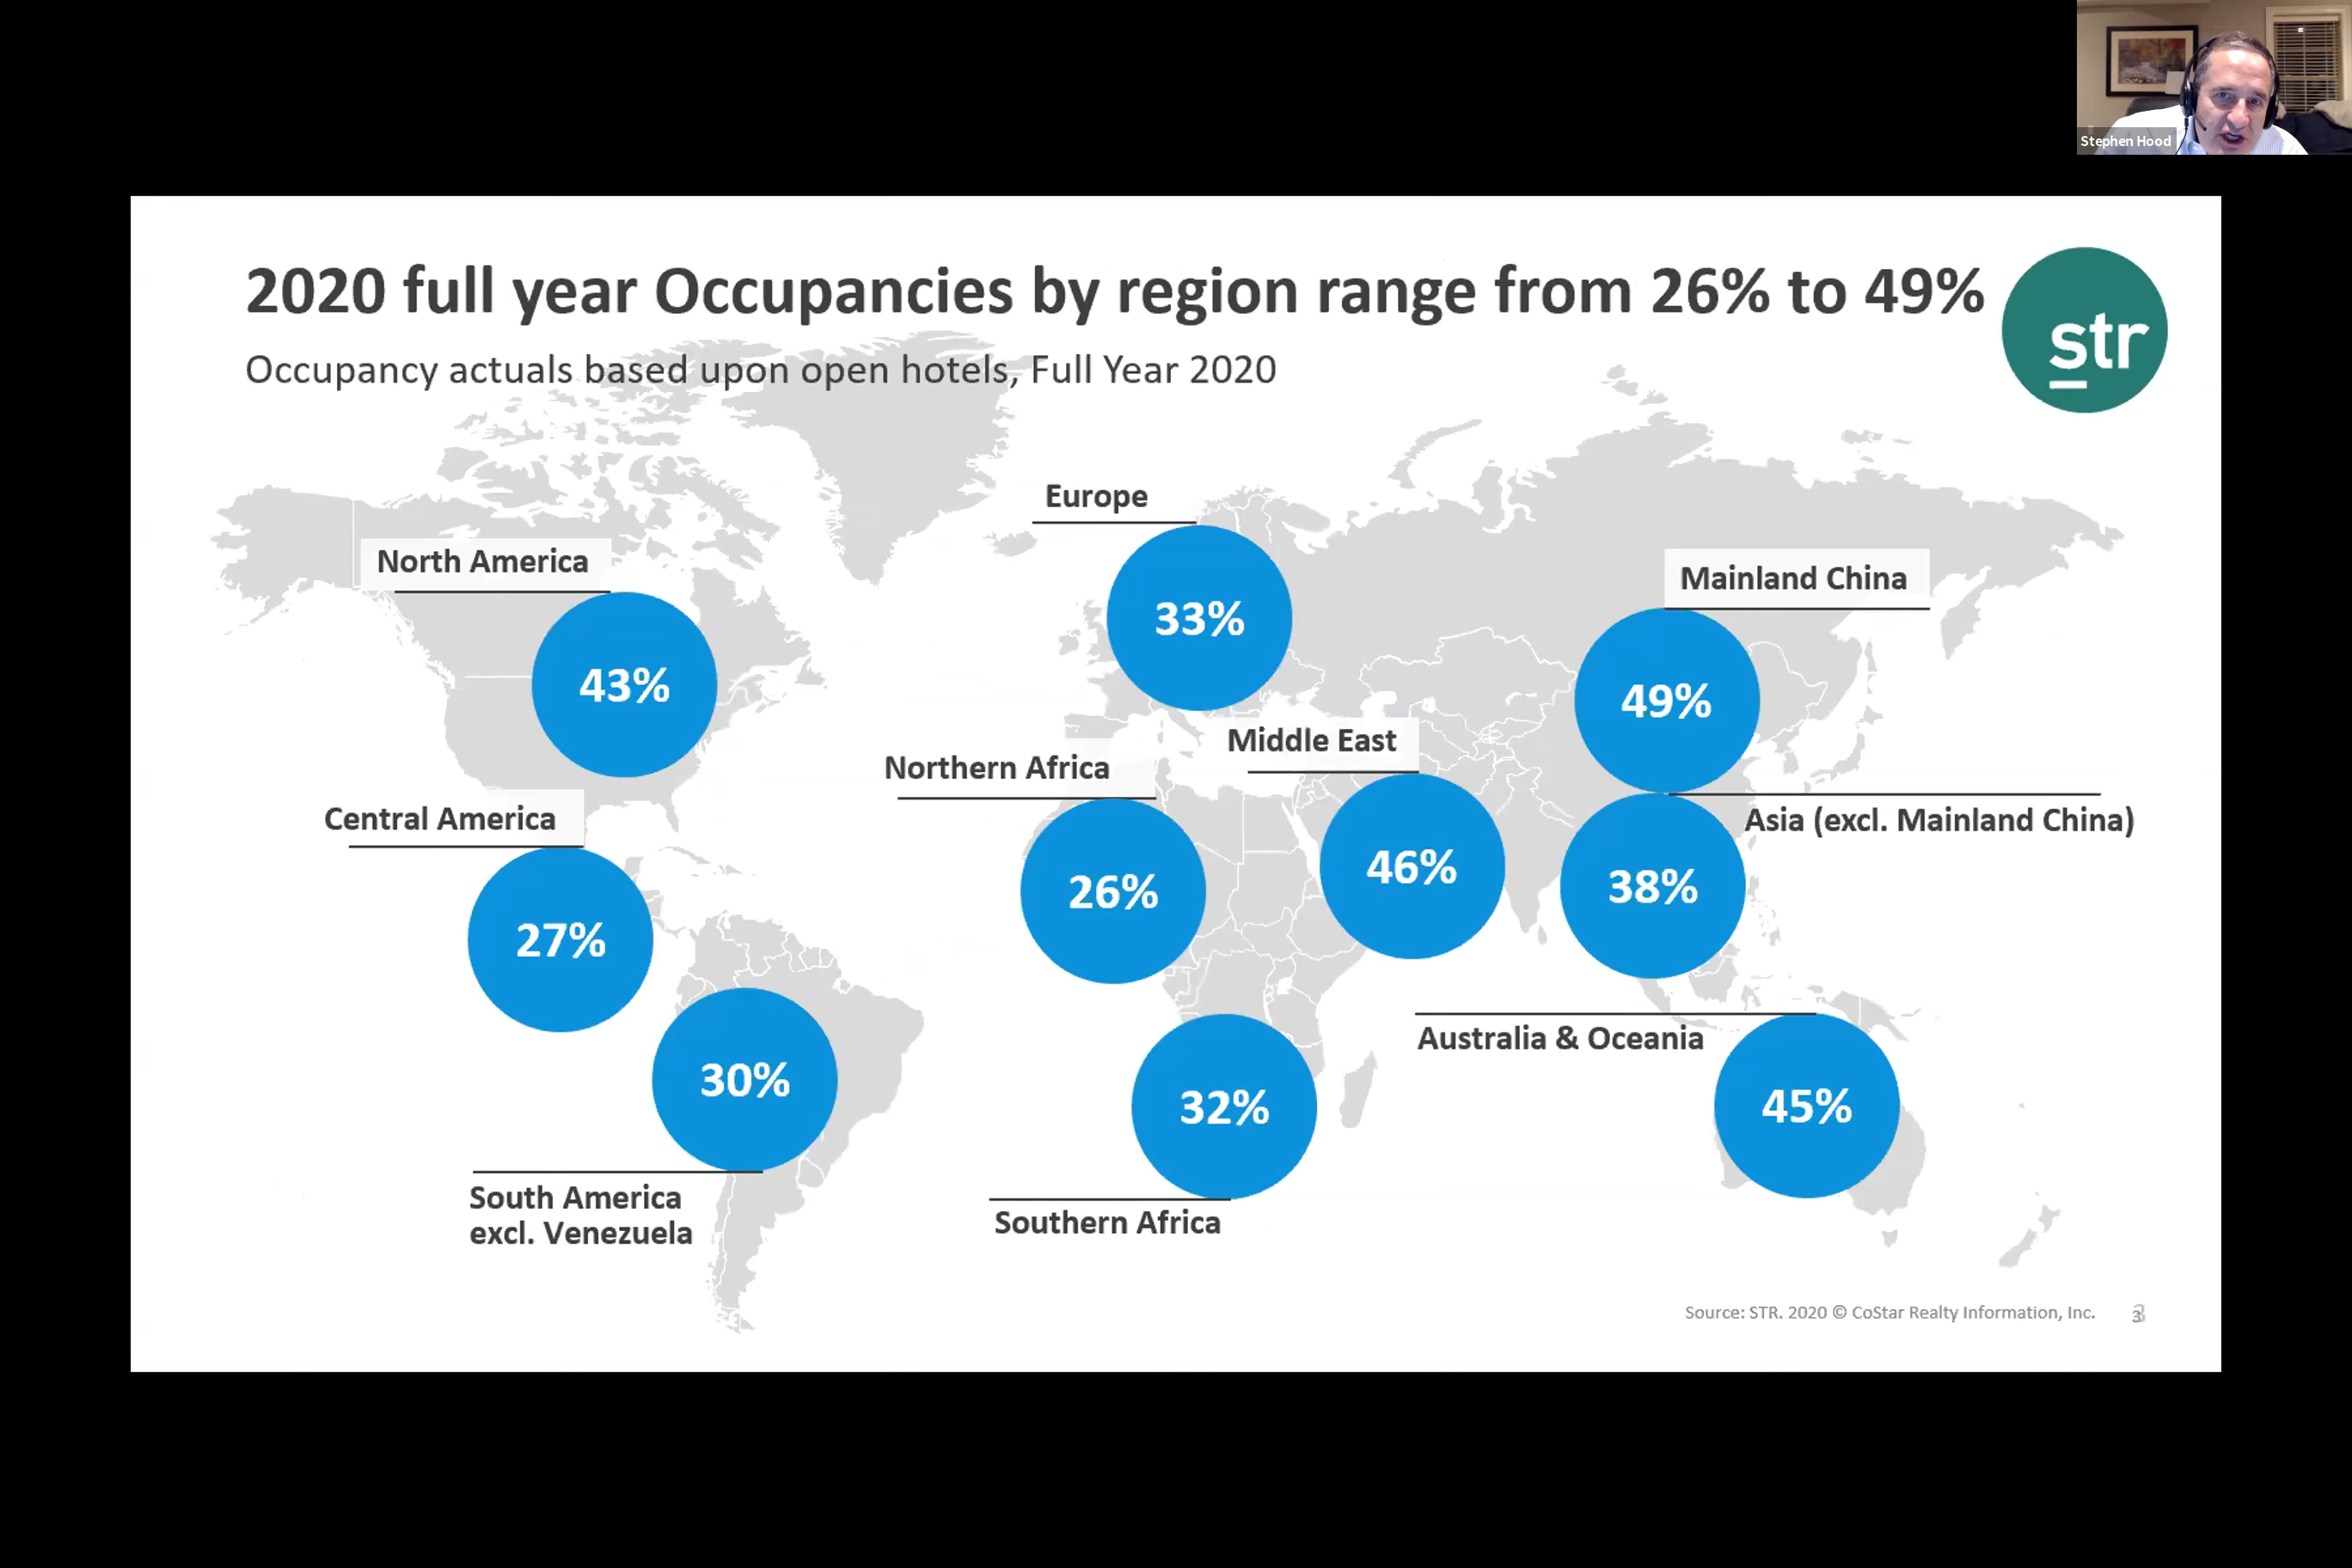 Stephen Hood
2020 full year Occupancies by region range from 26% to 49%
Occupancy actuals based upon open hotels, Full Year 2020
str
Europe
33%
North America
43%
Mainland China
49%
Middle East
46%
Northern Africa
26%
Asia (excl. Mainland China)
38%
Central America
27%
Australia & Oceania
45%
30%
South America
excl. Venezuela
32%
Southern Africa
Source: STR. 2020 © CoStar Realty Information, Inc.
3